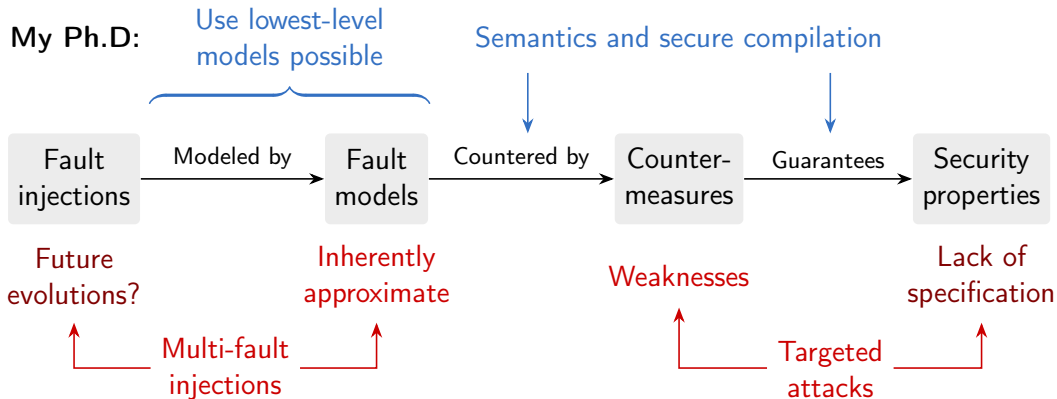 My Ph.D:
Use lowest-level
models possible
Semantics and secure compilation
Fault
injections
Modeled by
Fault
models
Countered by
Counter-
measures
Guarantees
Security
properties
Future
evolutions?
Inherently
approximate
Weaknesses
Lack of
specification
Multi-fault
injections
Targeted
attacks